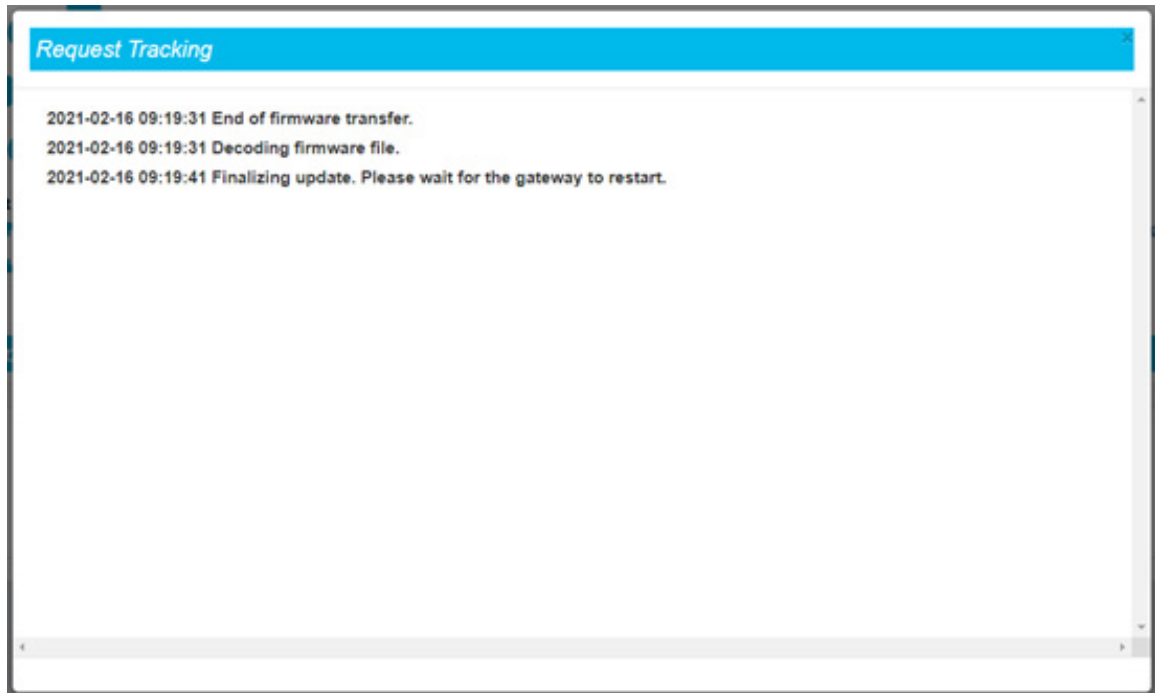 Request Tracking
2021-02-16 09:19:31 End of firmware transfer.
2021-02-16 09:19:31 Decoding firmware file.
2021-02-16 09:19:41 Finalizing update. Please wait for the gateway to restart.